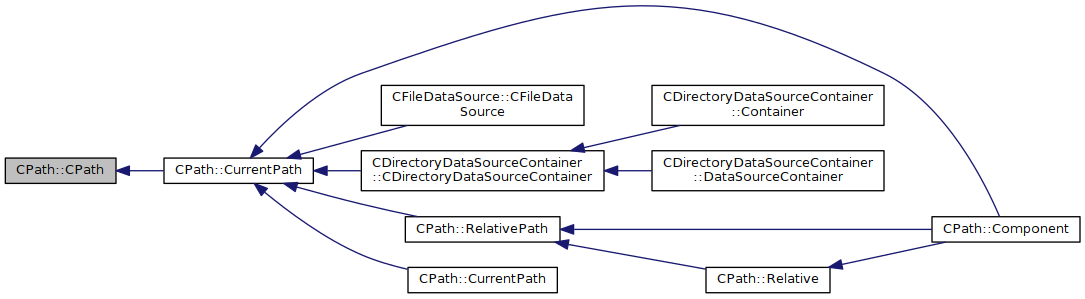 CPath::CPath
CPath::CurrentPath
CFileDataSource::CFileData
Source
CDirectoryDataSourceContainer
::CDirectoryDataSourceContainer
CPath::RelativePath
CPath::CurrentPath
CDirectoryDataSourceContainer
::Container
CDirectoryDataSourceContainer
::DataSourceContainer
CPath::Relative
CPath::Component